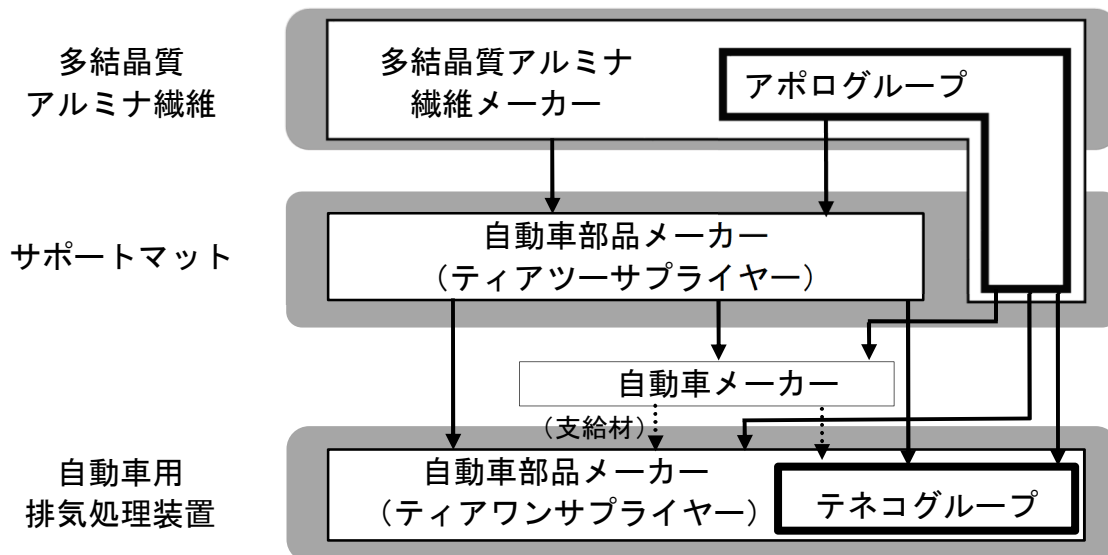 多結晶質
アルミナ繊維
多結晶質アルミナ
繊維メーカー
アポログループ
サポートマット
自動車部品メーカー
（ティアツーサプライヤー）
自動車メーカー
（支給材）
自動車用
排気処理装置
自動車部品メーカー
（ティアワンサプライヤー）
テネコグループ